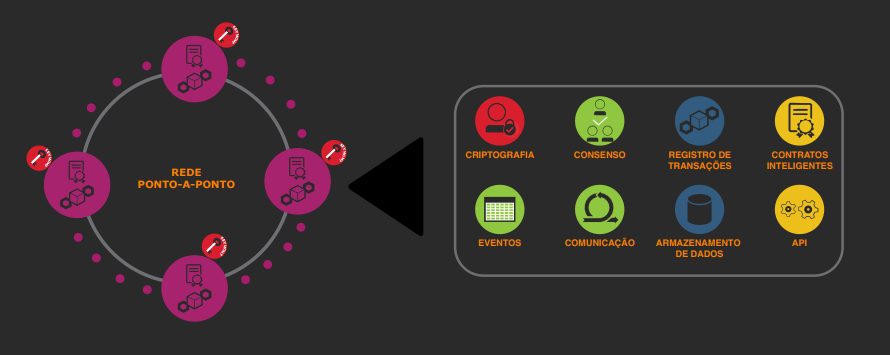 REDE
PONTO-A-PONTO
CRIPTOGRAFIA
CONSENSO
REGISTRO DE
TRANSAÇÕES
CONTRATOS
INTELIGENTES
EVENTOS
COMUNICAÇÃO
ARMAZENAMENTO
DE DADOS
API